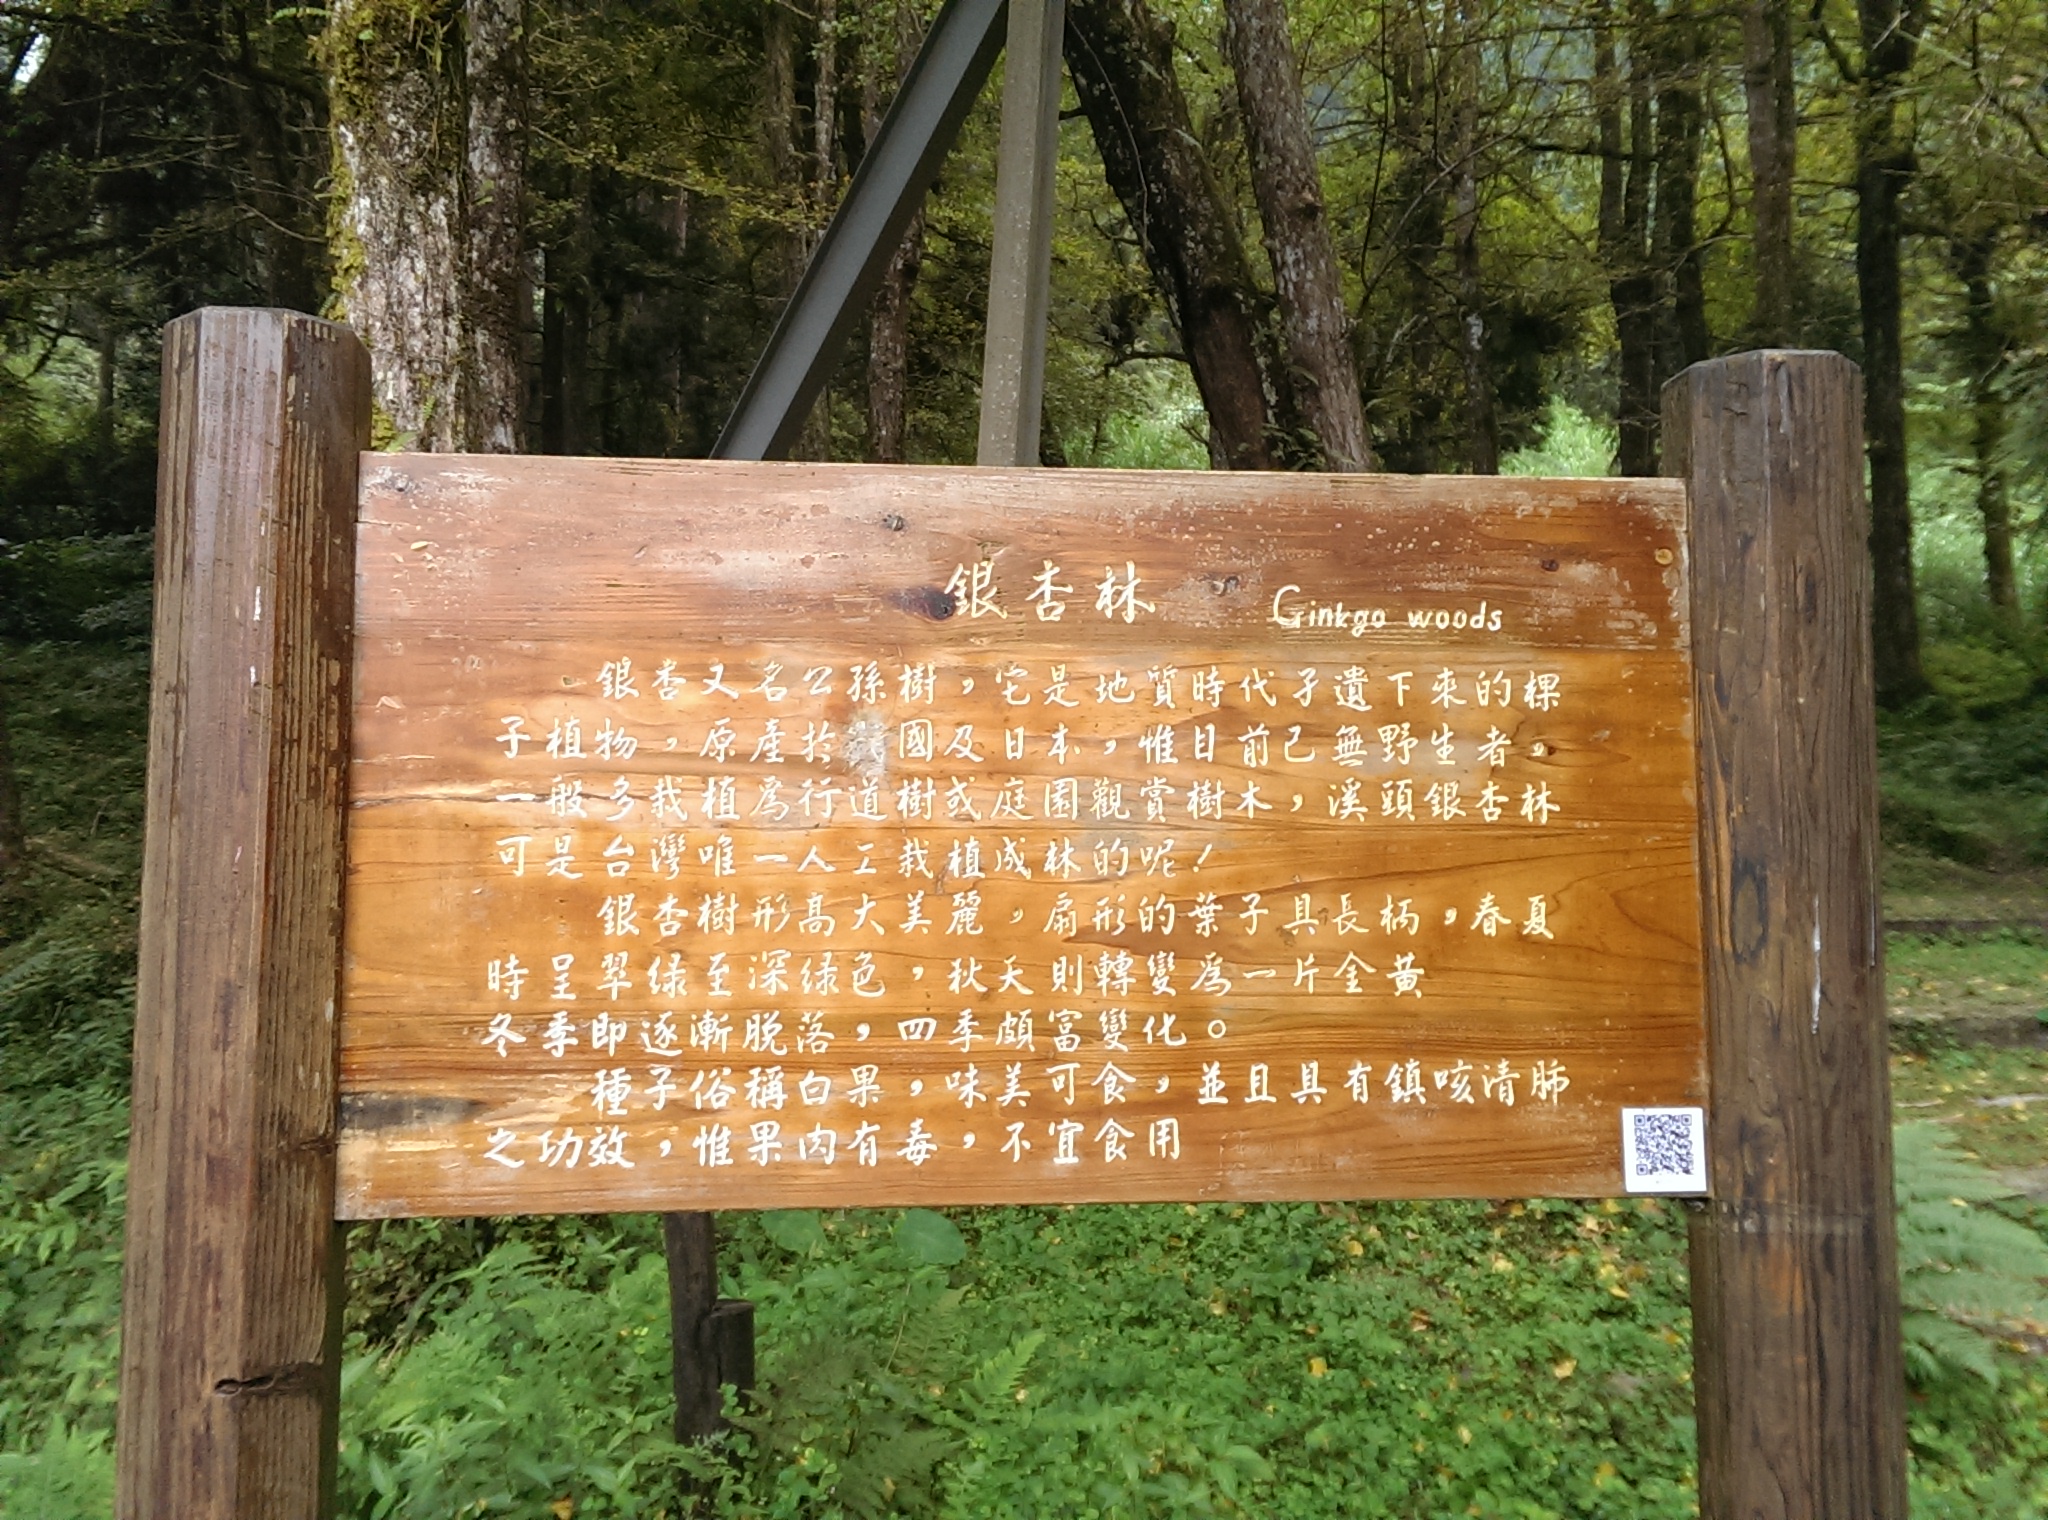 銀杏林 Ginkgo woods
銀杏又名公孫樹，它是地質時代孑遺下來的棵
子植物，原產於國及日本，惟目前已無野生者，
一般多栽植為行道樹或庭園觀賞樹木，溪頭銀杏林
可是台灣唯一人工栽植成林的呢！
銀杏樹形高大美麗，扇形的葉子具長柄，春夏
時呈翠绿至深绿色，秋天則轉變為一片金黃
冬季即逐漸脫落，四季頗富變化。
種子俗稱白果，味美可食，並且具有鎮咳清肺
之功效，惟果肉有毒，不宜食用